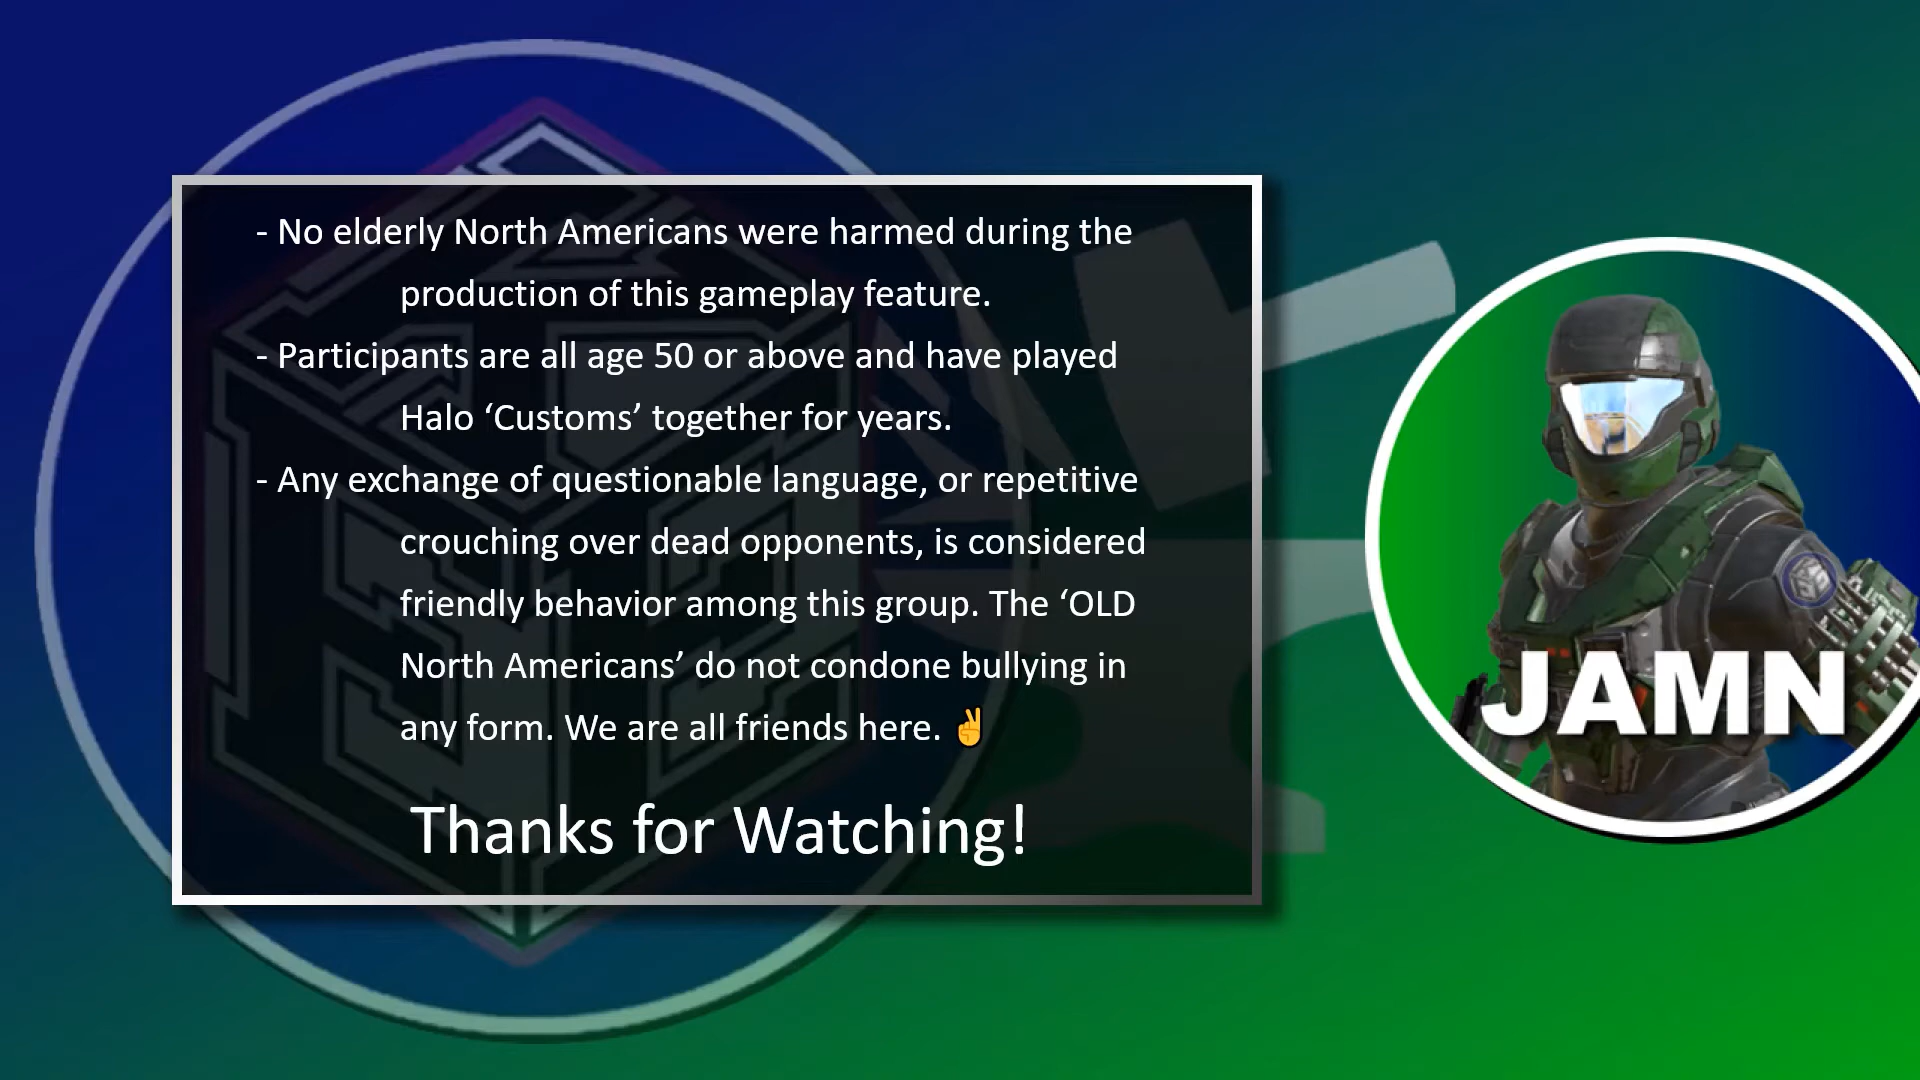 - No elderly North Americans were harmed during the
production of this gameplay feature.
- Participants are all age 50 or above and have played
Halo ‘Customs’ together for years.
- Any exchange of questionable language, or repetitive
crouching over dead opponents, is considered
friendly behavior among this group. The ‘OLD
North Americans’ do not condone bullying in
any form. We are all friends here. ✌
Thanks for Watching!
JAMN